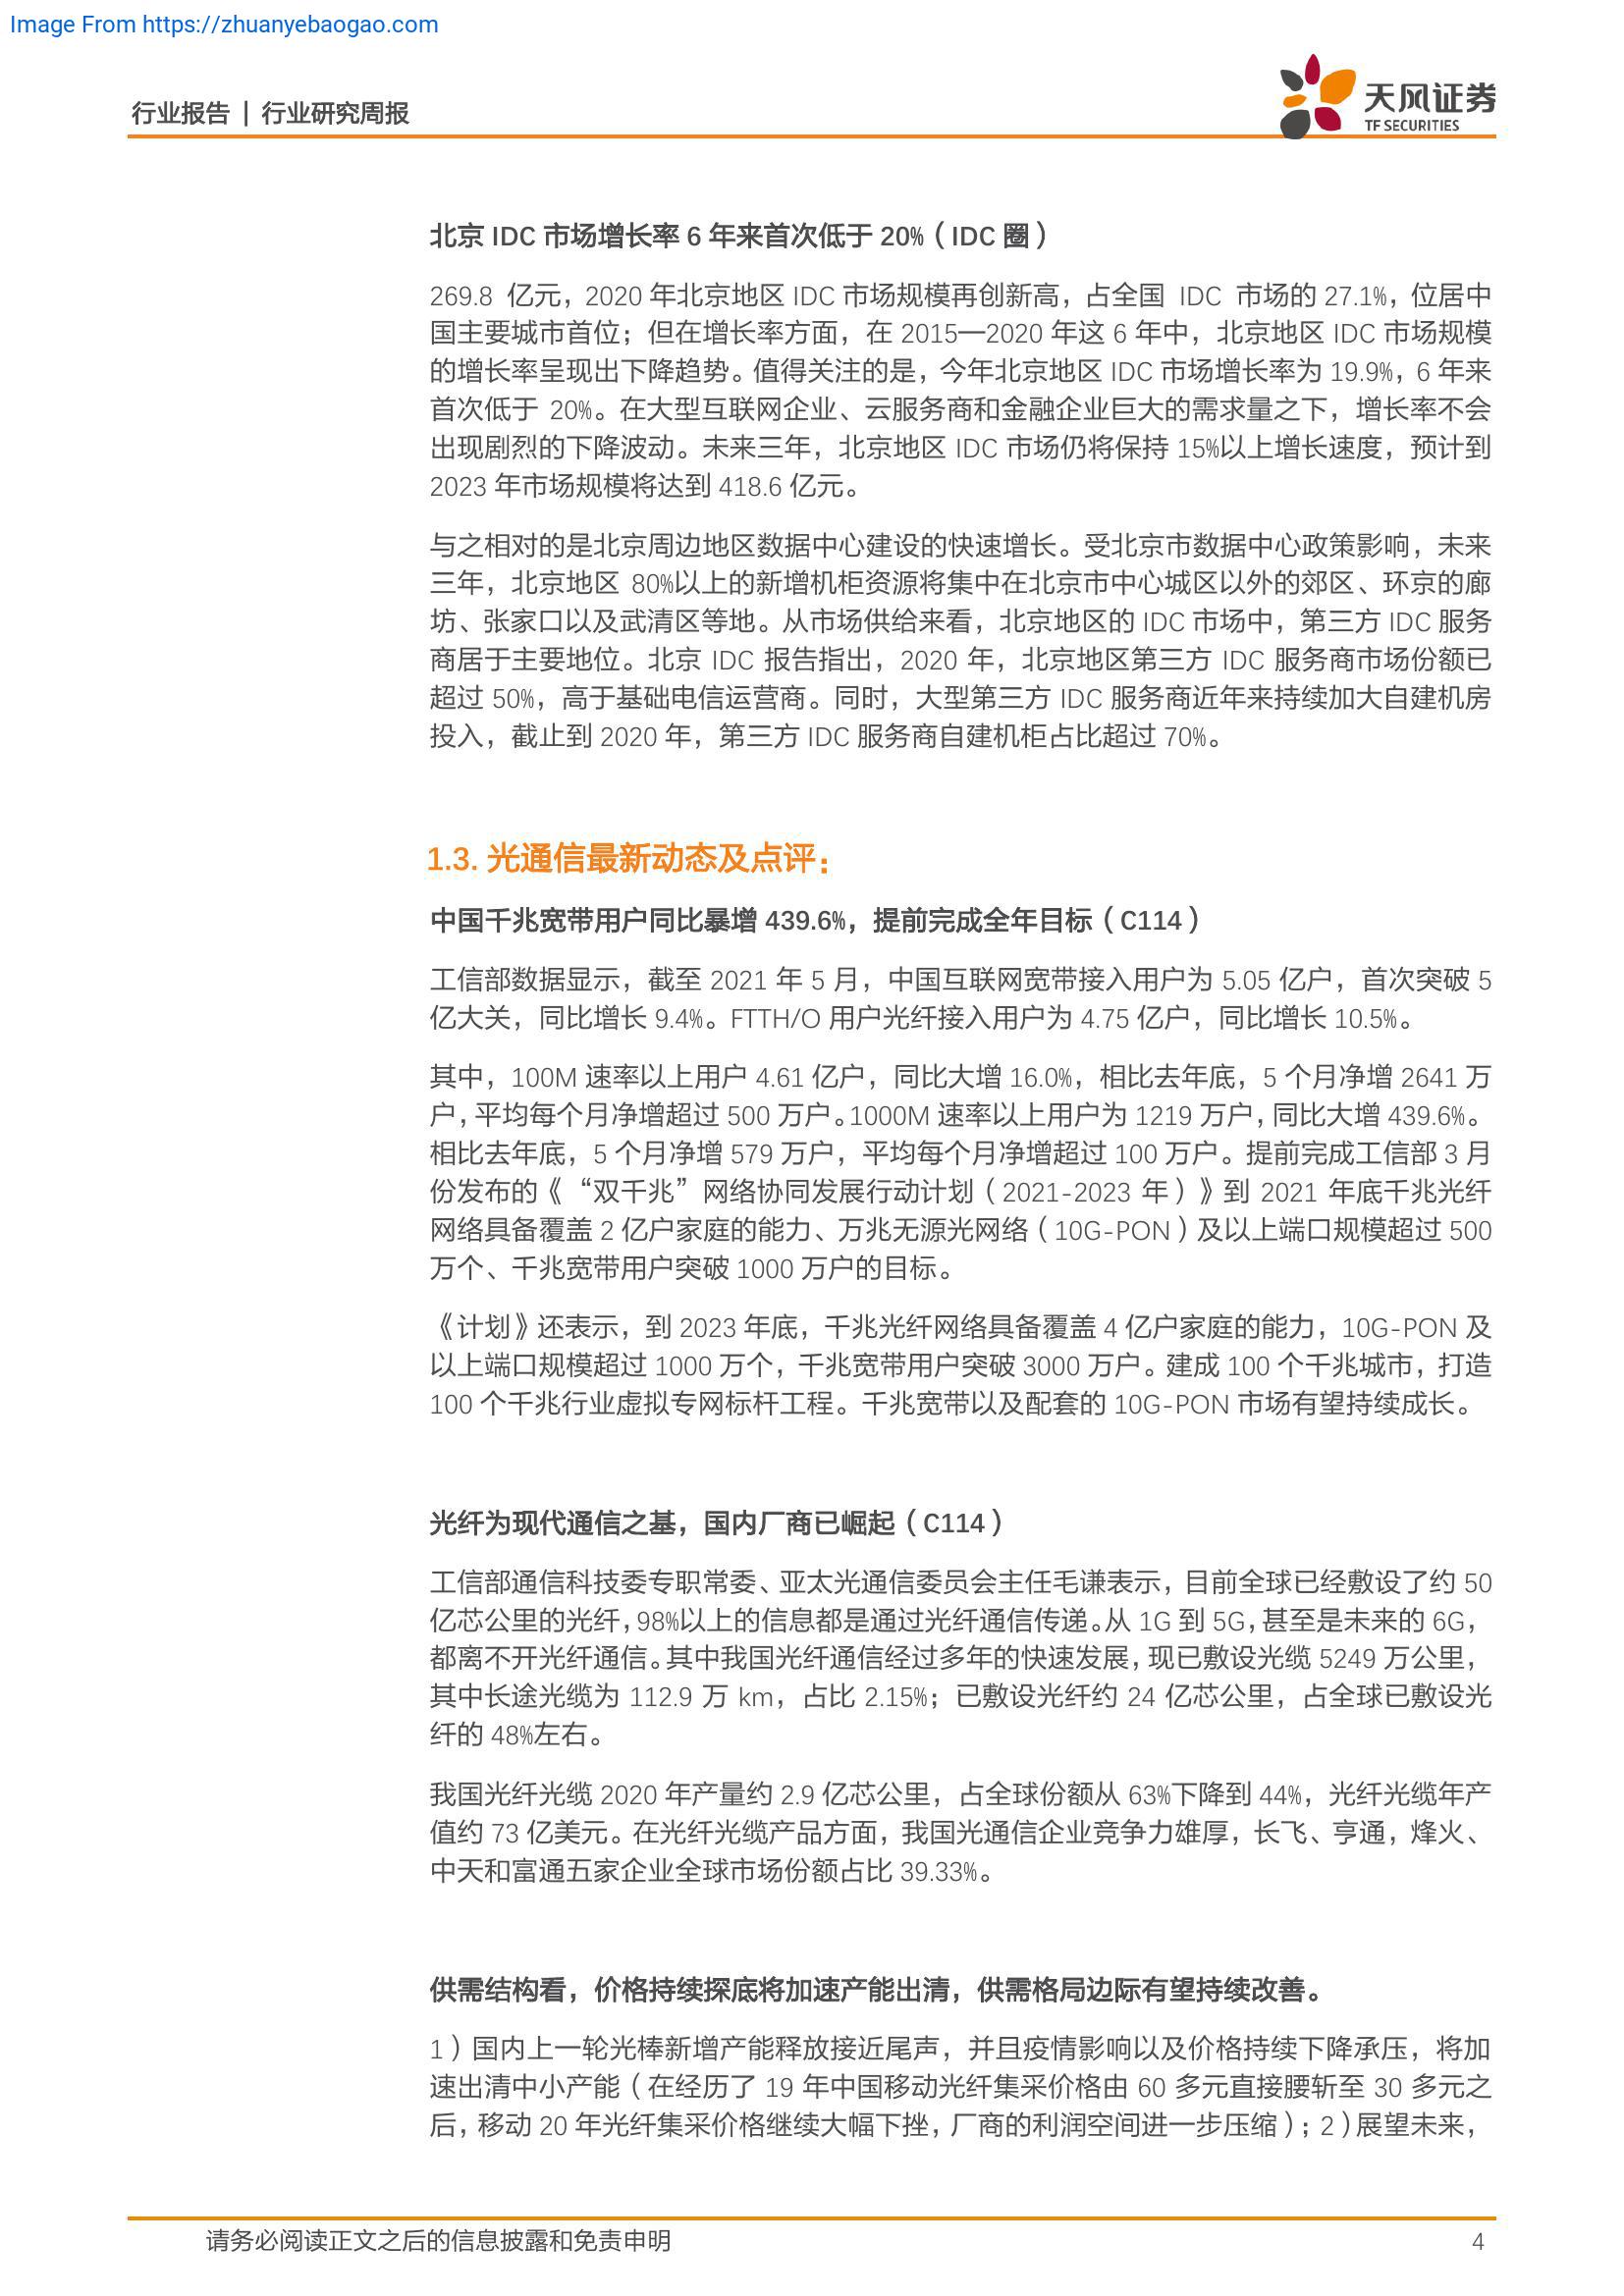 Image From https://zhuanyebaogao.com
行业报告 | 行业研究周报
天风证券
TF SECURITIES
北京 IDC 市场增长率 6 年来首次低于 20%（IDC 圈）
269.8 亿元，2020 年北京地区 IDC 市场规模再创新高，占全国 IDC 市场的 27.1%，位居中
国主要城市首位；但在增长率方面，在 2015—2020 年这 6 年中，北京地区 IDC 市场规模
的增长率呈现出下降趋势。值得关注的是，今年北京地区 IDC 市场增长率为 19.9%，6 年来
首次低于 20%。在大型互联网企业、云服务商和金融企业巨大的需求量之下，增长率不会
出现剧烈的下降波动。未来三年，北京地区 IDC 市场仍将保持 15%以上增长速度，预计到
2023 年市场规模将达到 418.6 亿元。
与之相对的是北京周边地区数据中心建设的快速增长。受北京市数据中心政策影响，未来
三年，北京地区 80%以上的新增机柜资源将集中在北京市中心城区以外的郊区、环京的廊
坊、张家口以及武清区等地。从市场供给来看，北京地区的 IDC 市场中，第三方 IDC 服务
商居于主要地位。北京 IDC 报告指出，2020 年，北京地区第三方 IDC 服务商市场份额已
超过 50%，高于基础电信运营商。同时，大型第三方 IDC 服务商近年来持续加大自建机房
投入，截止到 2020 年，第三方 IDC 服务商自建机柜占比超过 70%。
1.3. 光通信最新动态及点评：
中国千兆宽带用户同比暴增 439.6%，提前完成全年目标（C114）
工信部数据显示，截至 2021 年 5 月，中国互联网宽带接入用户为 5.05 亿户，首次突破 5
亿大关，同比增长 9.4%。FTTH/O 用户光纤接入用户为 4.75 亿户，同比增长 10.5%。
其中，100M 速率以上用户 4.61 亿户，同比大增 16.0%，相比去年底，5 个月净增 2641 万
户，平均每个月净增超过 500 万户。1000M 速率以上用户为 1219 万户，同比大增 439.6%。
相比去年底，5 个月净增 579 万户，平均每个月净增超过 100 万户。提前完成工信部 3 月
份发布的《“双千兆”网络协同发展行动计划（2021-2023 年）》到 2021 年底千兆光纤
网络具备覆盖 2 亿户家庭的能力、万兆无源光网络（10G-PON）及以上端口规模超过 500
万个、千兆宽带用户突破 1000 万户的目标。
《计划》还表示，到 2023 年底，千兆光纤网络具备覆盖 4 亿户家庭的能力，10G-PON 及
以上端口规模超过 1000 万个，千兆宽带用户突破 3000 万户。建成 100 个千兆城市，打造
100 个千兆行业虚拟专网标杆工程。千兆宽带以及配套的 10G-PON 市场有望持续成长。
光纤为现代通信之基，国内厂商已崛起（C114）
工信部通信科技委专职常委、亚太光通信委员会主任毛谦表示，目前全球已经敷设了约 50
亿芯公里的光纤，98%以上的信息都是通过光纤通信传递。从 1G 到 5G，甚至是未来的 6G，
都离不开光纤通信。其中我国光纤通信经过多年的快速发展，现已敷设光缆 5249 万公里，
其中长途光缆为 112.9 万 km，占比 2.15%；已敷设光纤约 24 亿芯公里，占全球已敷设光
纤的 48%左右。
我国光纤光缆 2020 年产量约 2.9 亿芯公里，占全球份额从 63%下降到 44%，光纤光缆年产
值约 73 亿美元。在光纤光缆产品方面，我国光通信企业竞争力雄厚，长飞、亨通，烽火、
中天和富通五家企业全球市场份额占比 39.33%。
供需结构看，价格持续探底将加速产能出清，供需格局边际有望持续改善。
1）国内上一轮光棒新增产能释放接近尾声，并且疫情影响以及价格持续下降承压，将加
速出清中小产能（在经历了 19 年中国移动光纤集采价格由 60 多元直接腰斩至 30 多元之
后，移动 20 年光纤集采价格继续大幅下挫，厂商的利润空间进一步压缩）；2）展望未来，
请务必阅读正文之后的信息披露和免责申明
4